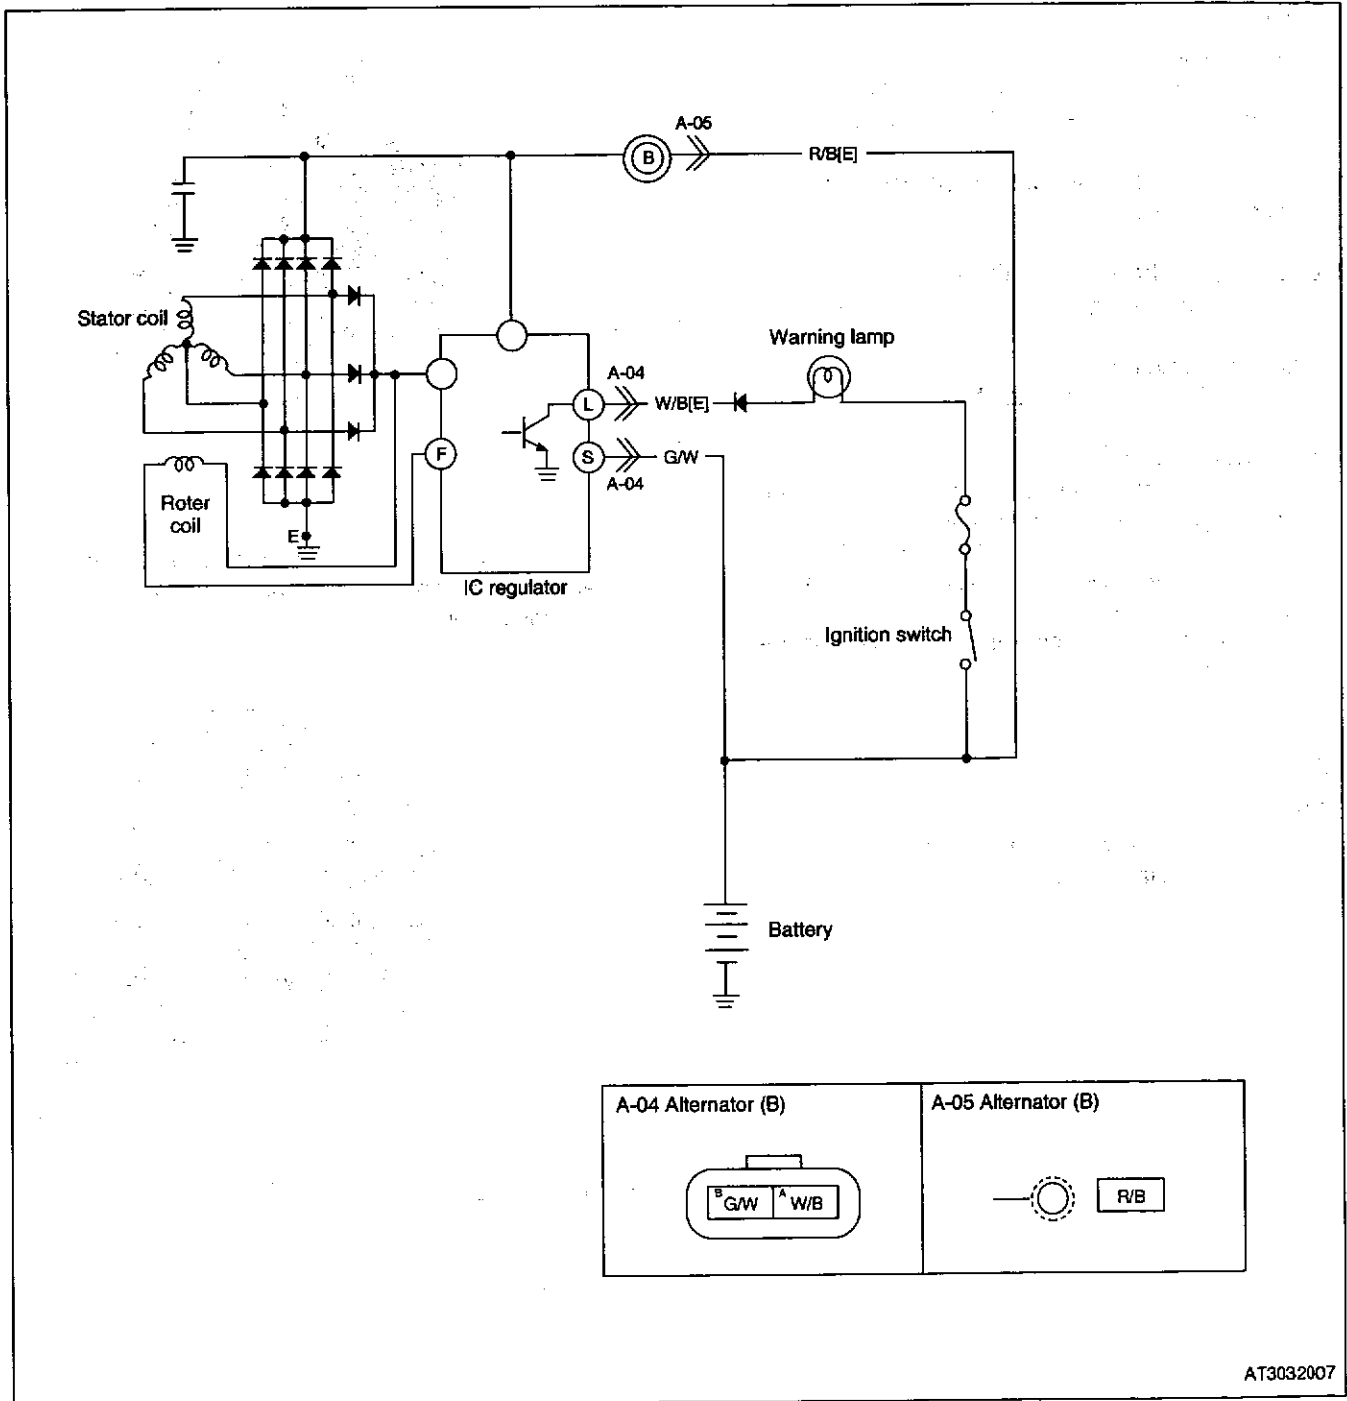 A-05
B
R/B[E]
Stator coil
Warning lamp
A-04
L
W/B[E]
F
S
G/W
A-04
Roter
coil
E
IC regulator
Ignition switch
Battery
A-04 Alternator (B)
A-05 Alternator (B)
B G/W
A W/B
R/B
AT3032007